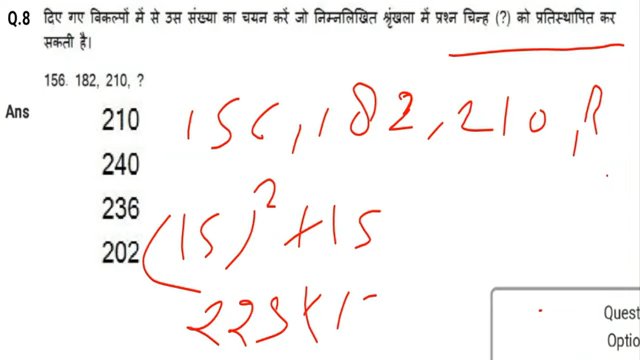 Q.8 दिए गए विकल्पों में से उस संख्या का चयन करें जो निम्नलिखित श्रृंखला में प्रश्न चिन्ह (?) को प्रतिस्थापित कर
सकती है।
156. 182, 210, ?
Ans 210
240
236
202
156, 182, 210, ?
(15)² + 15
225 + 1
Quest
Optio